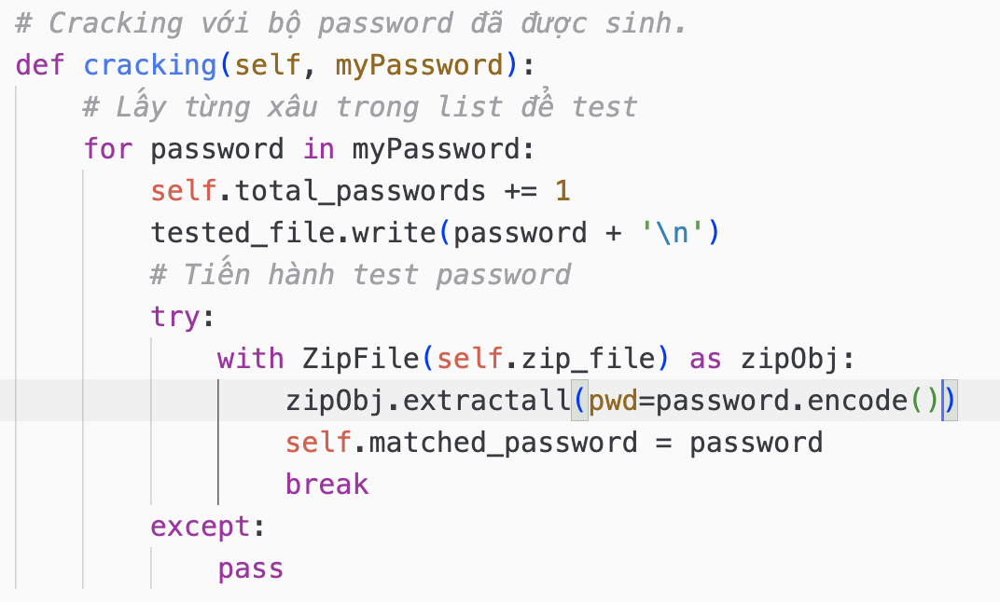 # Cracking với bộ password đã được sinh.
def cracking(self, myPassword):
    # Lấy từng xâu trong list để test
    for password in myPassword:
        self.total_passwords += 1
        tested_file.write(password + '\n')
        # Tiến hành test password
        try:
            with ZipFile(self.zip_file) as zipObj:
                zipObj.extractall(pwd=password.encode())
                self.matched_password = password
                break
        except:
            pass